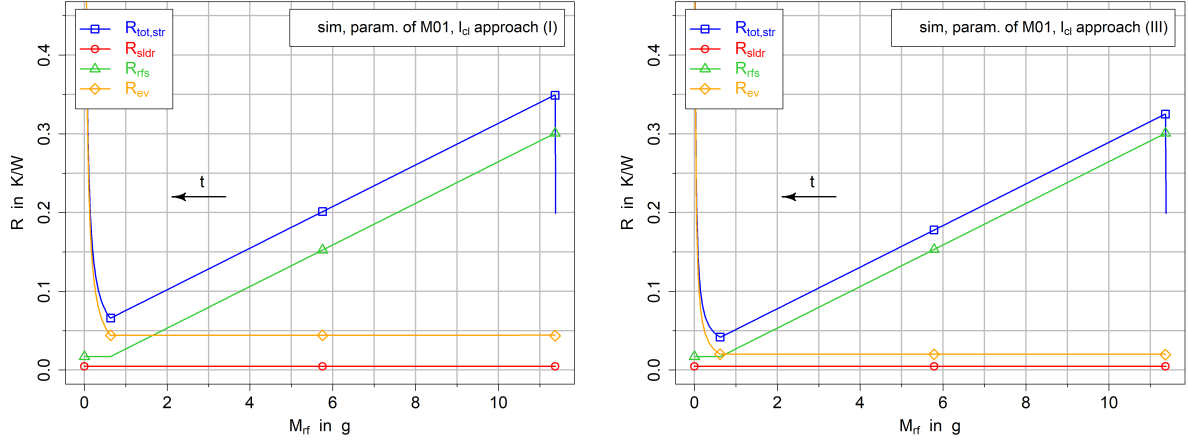 sim, param. of M01, I_cl approach (I)
R_tot,str
R_sldr
R_rfs
R_ev
0.4
0.3
0.2
0.1
0.0
R in K/W
t
0 2 4 6 8 10
M_rf in g
sim, param. of M01, I_cl approach (III)
R_tot,str
R_sldr
R_rfs
R_ev
0.4
0.3
0.2
0.1
0.0
R in K/W
t
0 2 4 6 8 10
M_rf in g